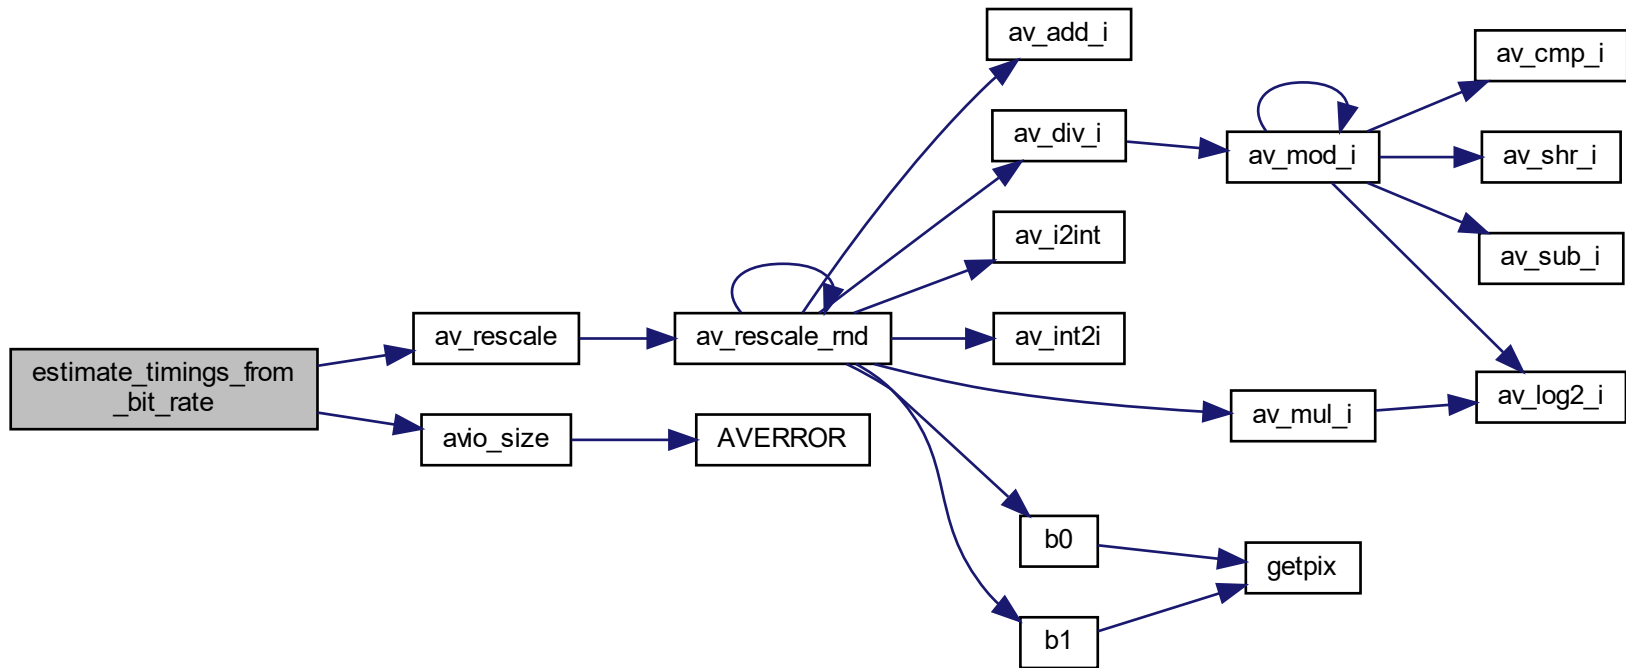 av_add_i
av_cmp_i
av_div_i
av_mod_i
av_shr_i
av_i2int
av_sub_i
av_rescale
av_rescale_rnd
av_int2i
estimate_timings_from
_bit_rate
av_log2_i
av_mul_i
avio_size
AVERROR
b0
getpix
b1